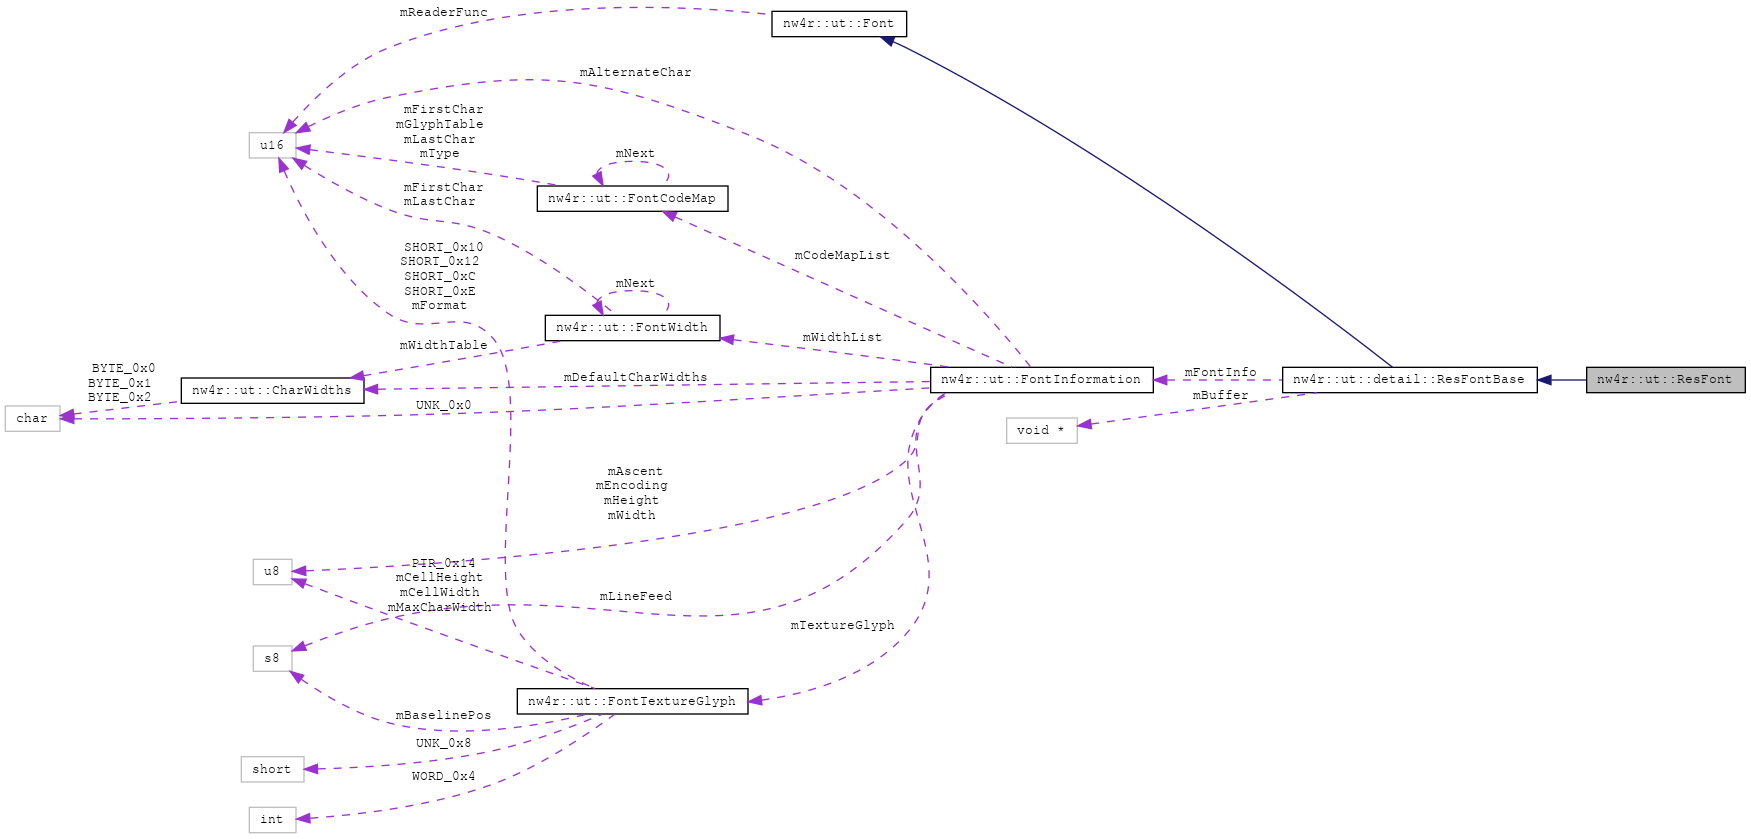 mReaderFunc
nw4r::ut::Font
mAlternateChar
mFirstChar
mGlyphTable
mLastChar
mType
u16
mNext
nw4r::ut::FontCodeMap
mFirstChar
mLastChar
SHORT_0x10
SHORT_0x12
SHORT_0xC
SHORT_0xE
mFormat
mCodeMapList
mNext
nw4r::ut::FontWidth
mWidthList
mWidthTable
BYTE_0x0
BYTE_0x1
BYTE_0x2
nw4r::ut::CharWidths
mDefaultCharWidths
nw4r::ut::FontInformation
mFontInfo
nw4r::ut::detail::ResFontBase
nw4r::ut::ResFont
mBuffer
UNK_0x0
char
void *
mAscent
mEncoding
mHeight
mWidth
u8
PTR_0x14
mCellHeight
mCellWidth
mMaxCharWidth
mLineFeed
mTextureGlyph
s8
nw4r::ut::FontTextureGlyph
mBaselinePos
UNK_0x8
short
WORD_0x4
int